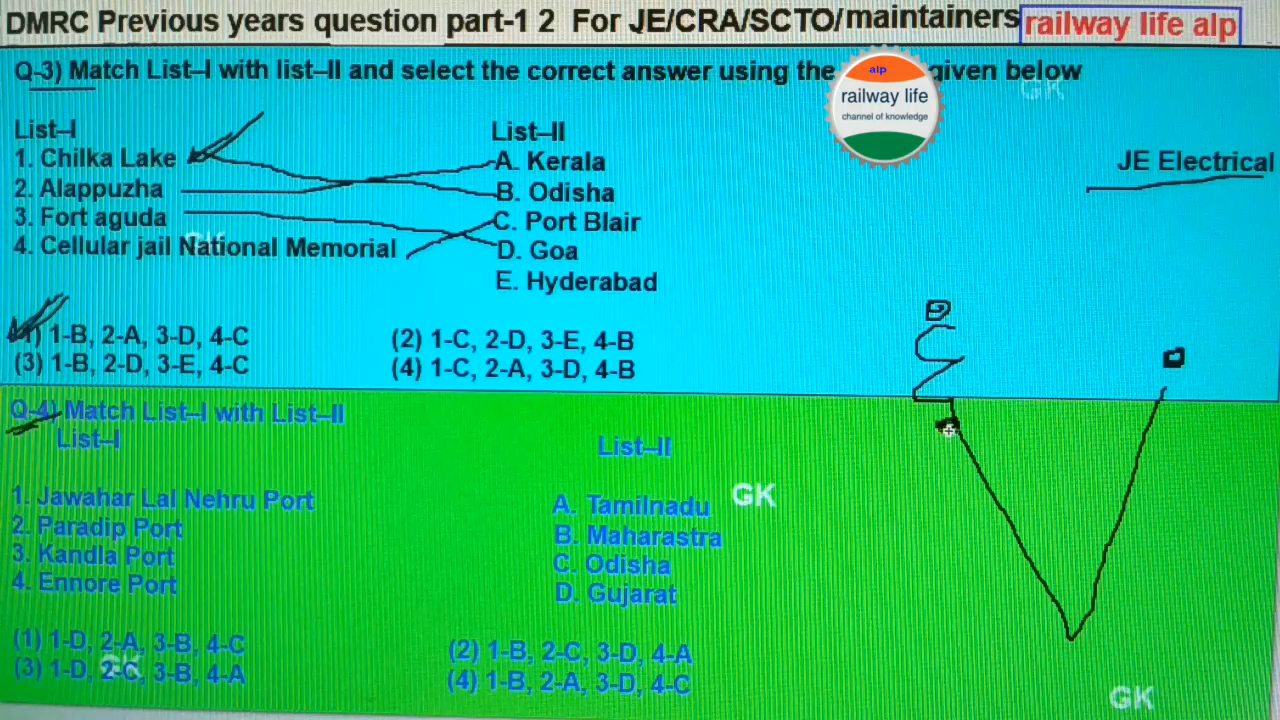 DMRC Previous years question part-1 2 For JE/CRA/SCTO/maintainers railway life alp
Q-3) Match List-I with list-II and select the correct answer using the given below
alp
railway life
channel of knowledge
GK
List-I
List-II
1. Chilka Lake
A. Kerala
JE Electrical
2. Alappuzha
B. Odisha
3. Fort aguda
C. Port Blair
GK
4. Cellular jail National Memorial
D. Goa
E. Hyderabad
1) 1-B, 2-A, 3-D, 4-C
(2) 1-C, 2-D, 3-E, 4-B
(3) 1-B, 2-D, 3-E, 4-C
(4) 1-C, 2-A, 3-D, 4-B
Q-4) Match List-I with List-II
List-I
List-II
1. Jawahar Lal Nehru Port
A. Tamilnadu
GK
2. Paradip Port
B. Maharastra
3. Kandla Port
C. Odisha
4. Ennore Port
D. Gujarat
(1) 1-D, 2-A, 3-B, 4-C
(2) 1-B, 2-C, 3-D, 4-A
(3) 1-D, 2-C, 3-B, 4-A
GK
(4) 1-B, 2-A, 3-D, 4-C
GK